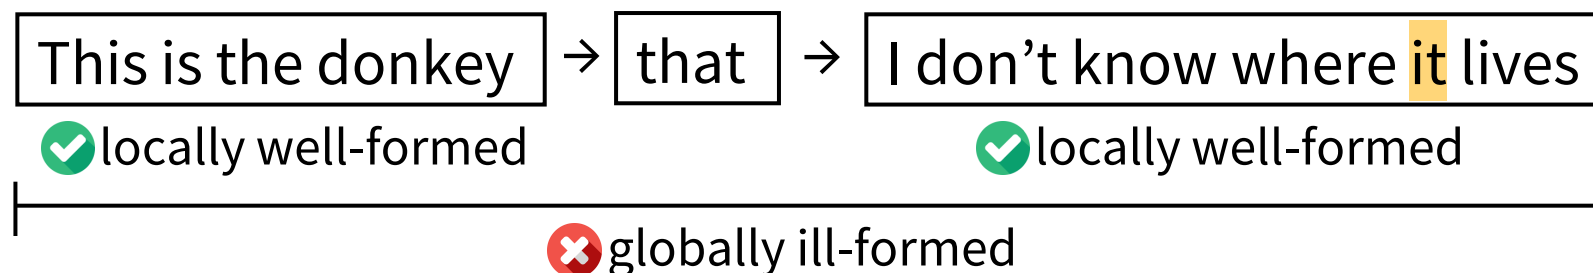 This is the donkey → that → I don’t know where it lives
locally well-formed locally well-formed
globally ill-formed